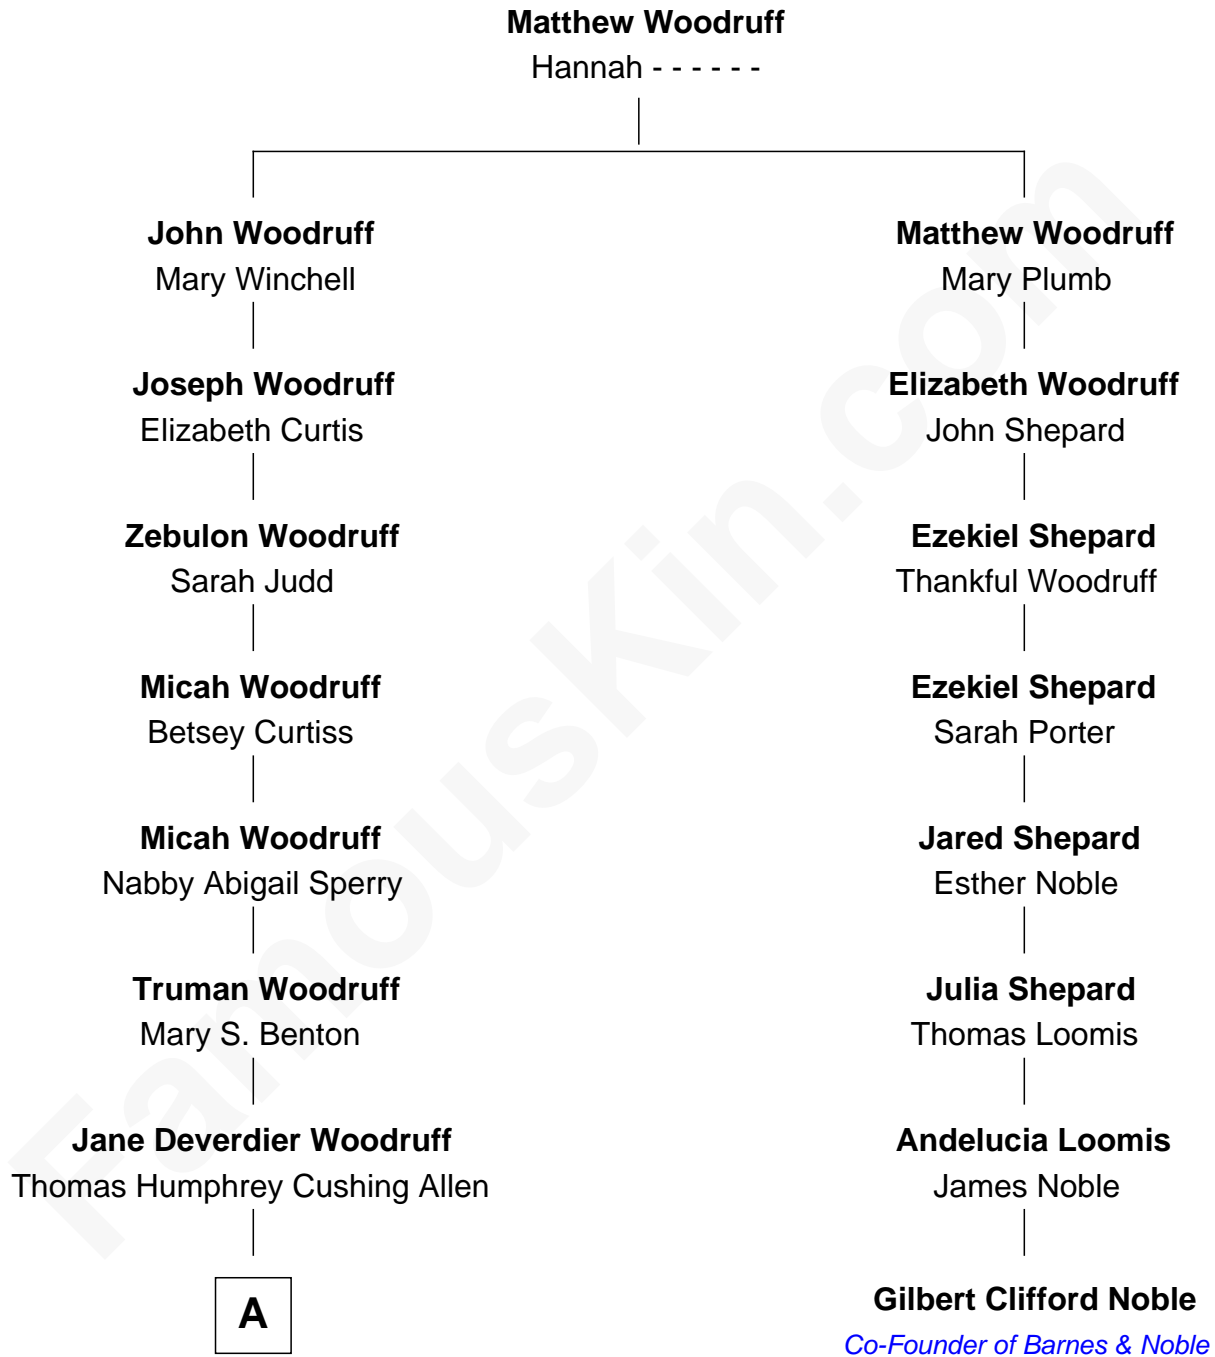 Matthew Woodruff
Hannah - - - - - -
John Woodruff
Mary Winchell
Joseph Woodruff
Elizabeth Curtis
Zebulon Woodruff
Sarah Judd
Micah Woodruff
Betsey Curtiss
Micah Woodruff
Nabby Abigail Sperry
Truman Woodruff
Mary S. Benton
Jane Deverdier Woodruff
Thomas Humphrey Cushing Allen
A
Matthew Woodruff
Mary Plumb
Elizabeth Woodruff
John Shepard
Ezekiel Shepard
Thankful Woodruff
Ezekiel Shepard
Sarah Porter
Jared Shepard
Esther Noble
Julia Shepard
Thomas Loomis
Andelucia Loomis
James Noble
Gilbert Clifford Noble
Co-Founder of Barnes & Noble
FamousKin.com